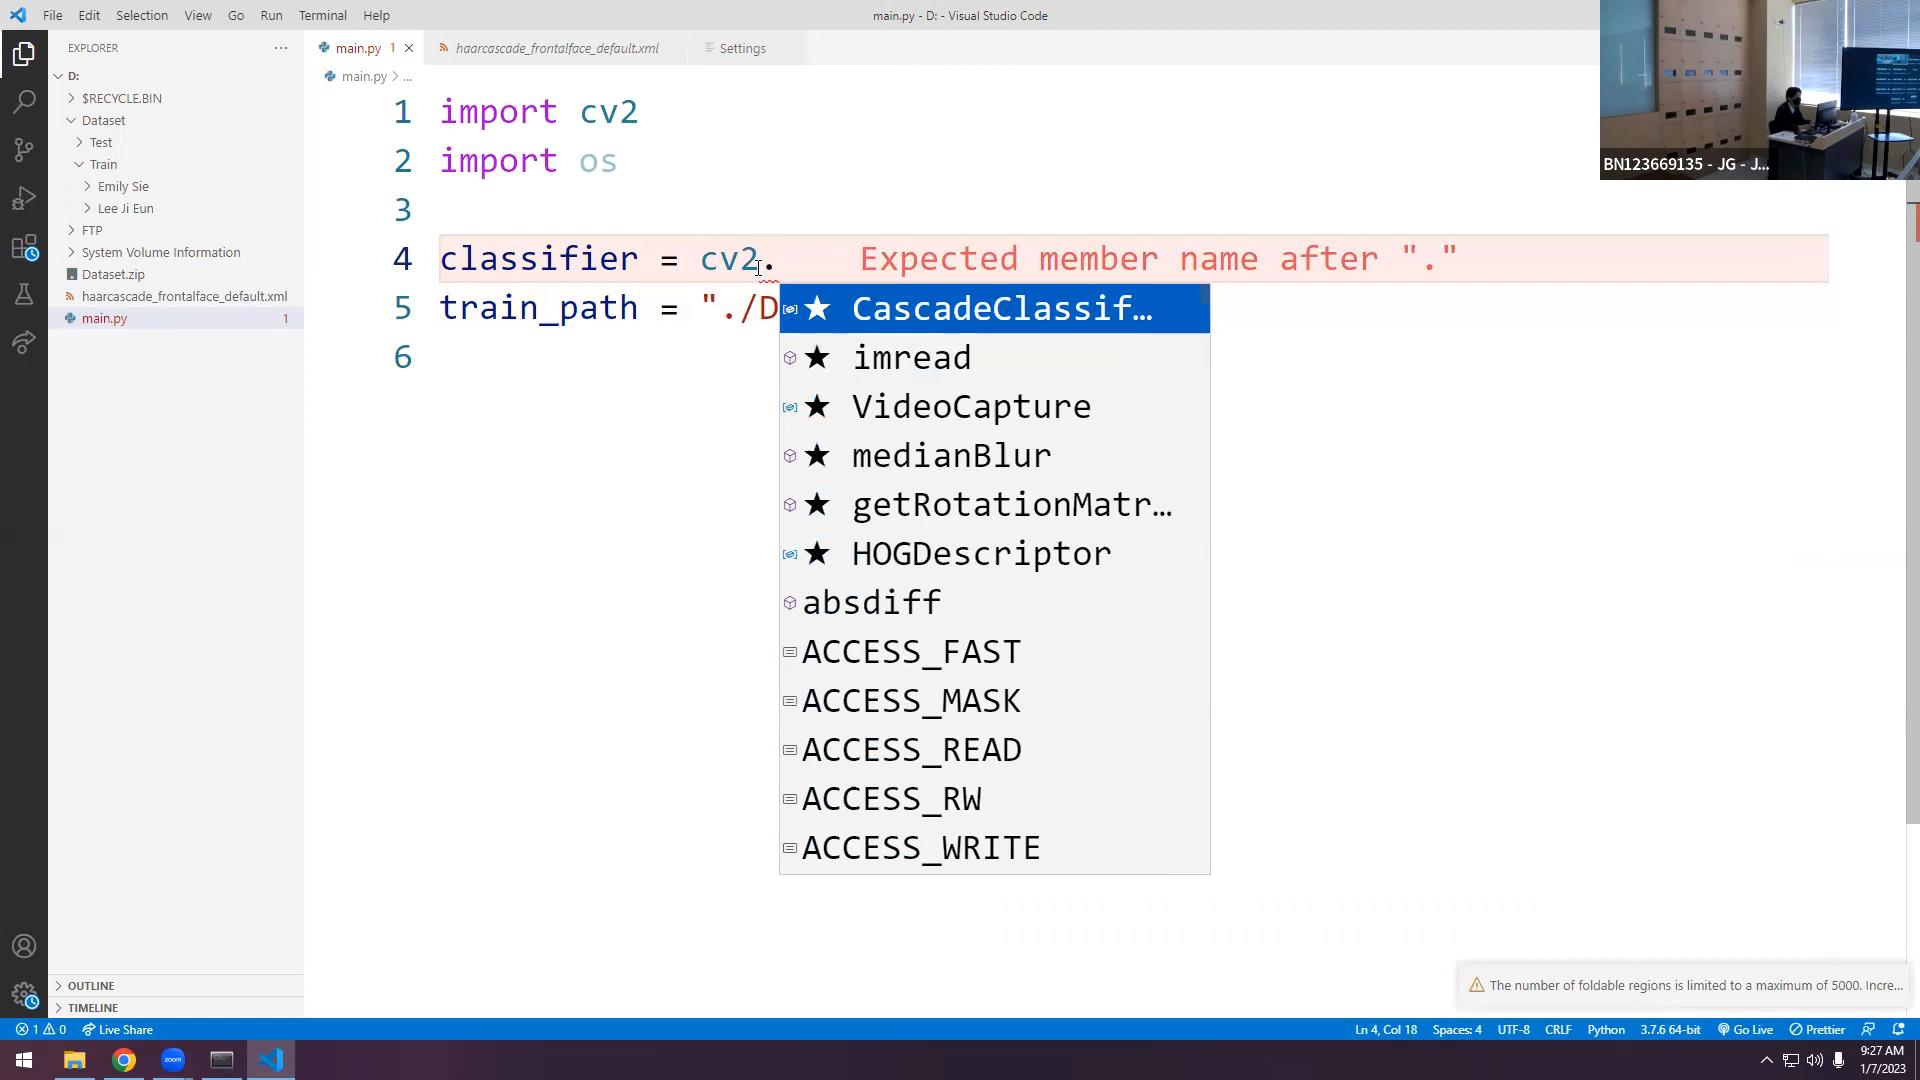 File Edit Selection View Go Run Terminal Help
main.py - D: - Visual Studio Code
EXPLORER
D:
$RECYCLE.BIN
Dataset
Test
Train
Emily Sie
Lee Ji Eun
FTP
System Volume Information
Dataset.zip
haarcascade_frontalface_default.xml
main.py 1
OUTLINE
TIMELINE
main.py 1
haarcascade_frontalface_default.xml
Settings
main.py > ...
1 import cv2
2 import os
3
4 classifier = cv2. Expected member name after "."
5 train_path = "./D
6
★ CascadeClassif…
★ imread
★ VideoCapture
★ medianBlur
★ getRotationMatr…
★ HOGDescriptor
absdiff
ACCESS_FAST
ACCESS_MASK
ACCESS_READ
ACCESS_RW
ACCESS_WRITE
BN123669135 - JG - J...
The number of foldable regions is limited to a maximum of 5000. Incre...
1 0 Live Share
Ln 4, Col 18 Spaces: 4 UTF-8 CRLF Python 3.7.6 64-bit Go Live Prettier
zoom
9:27 AM
1/7/2023